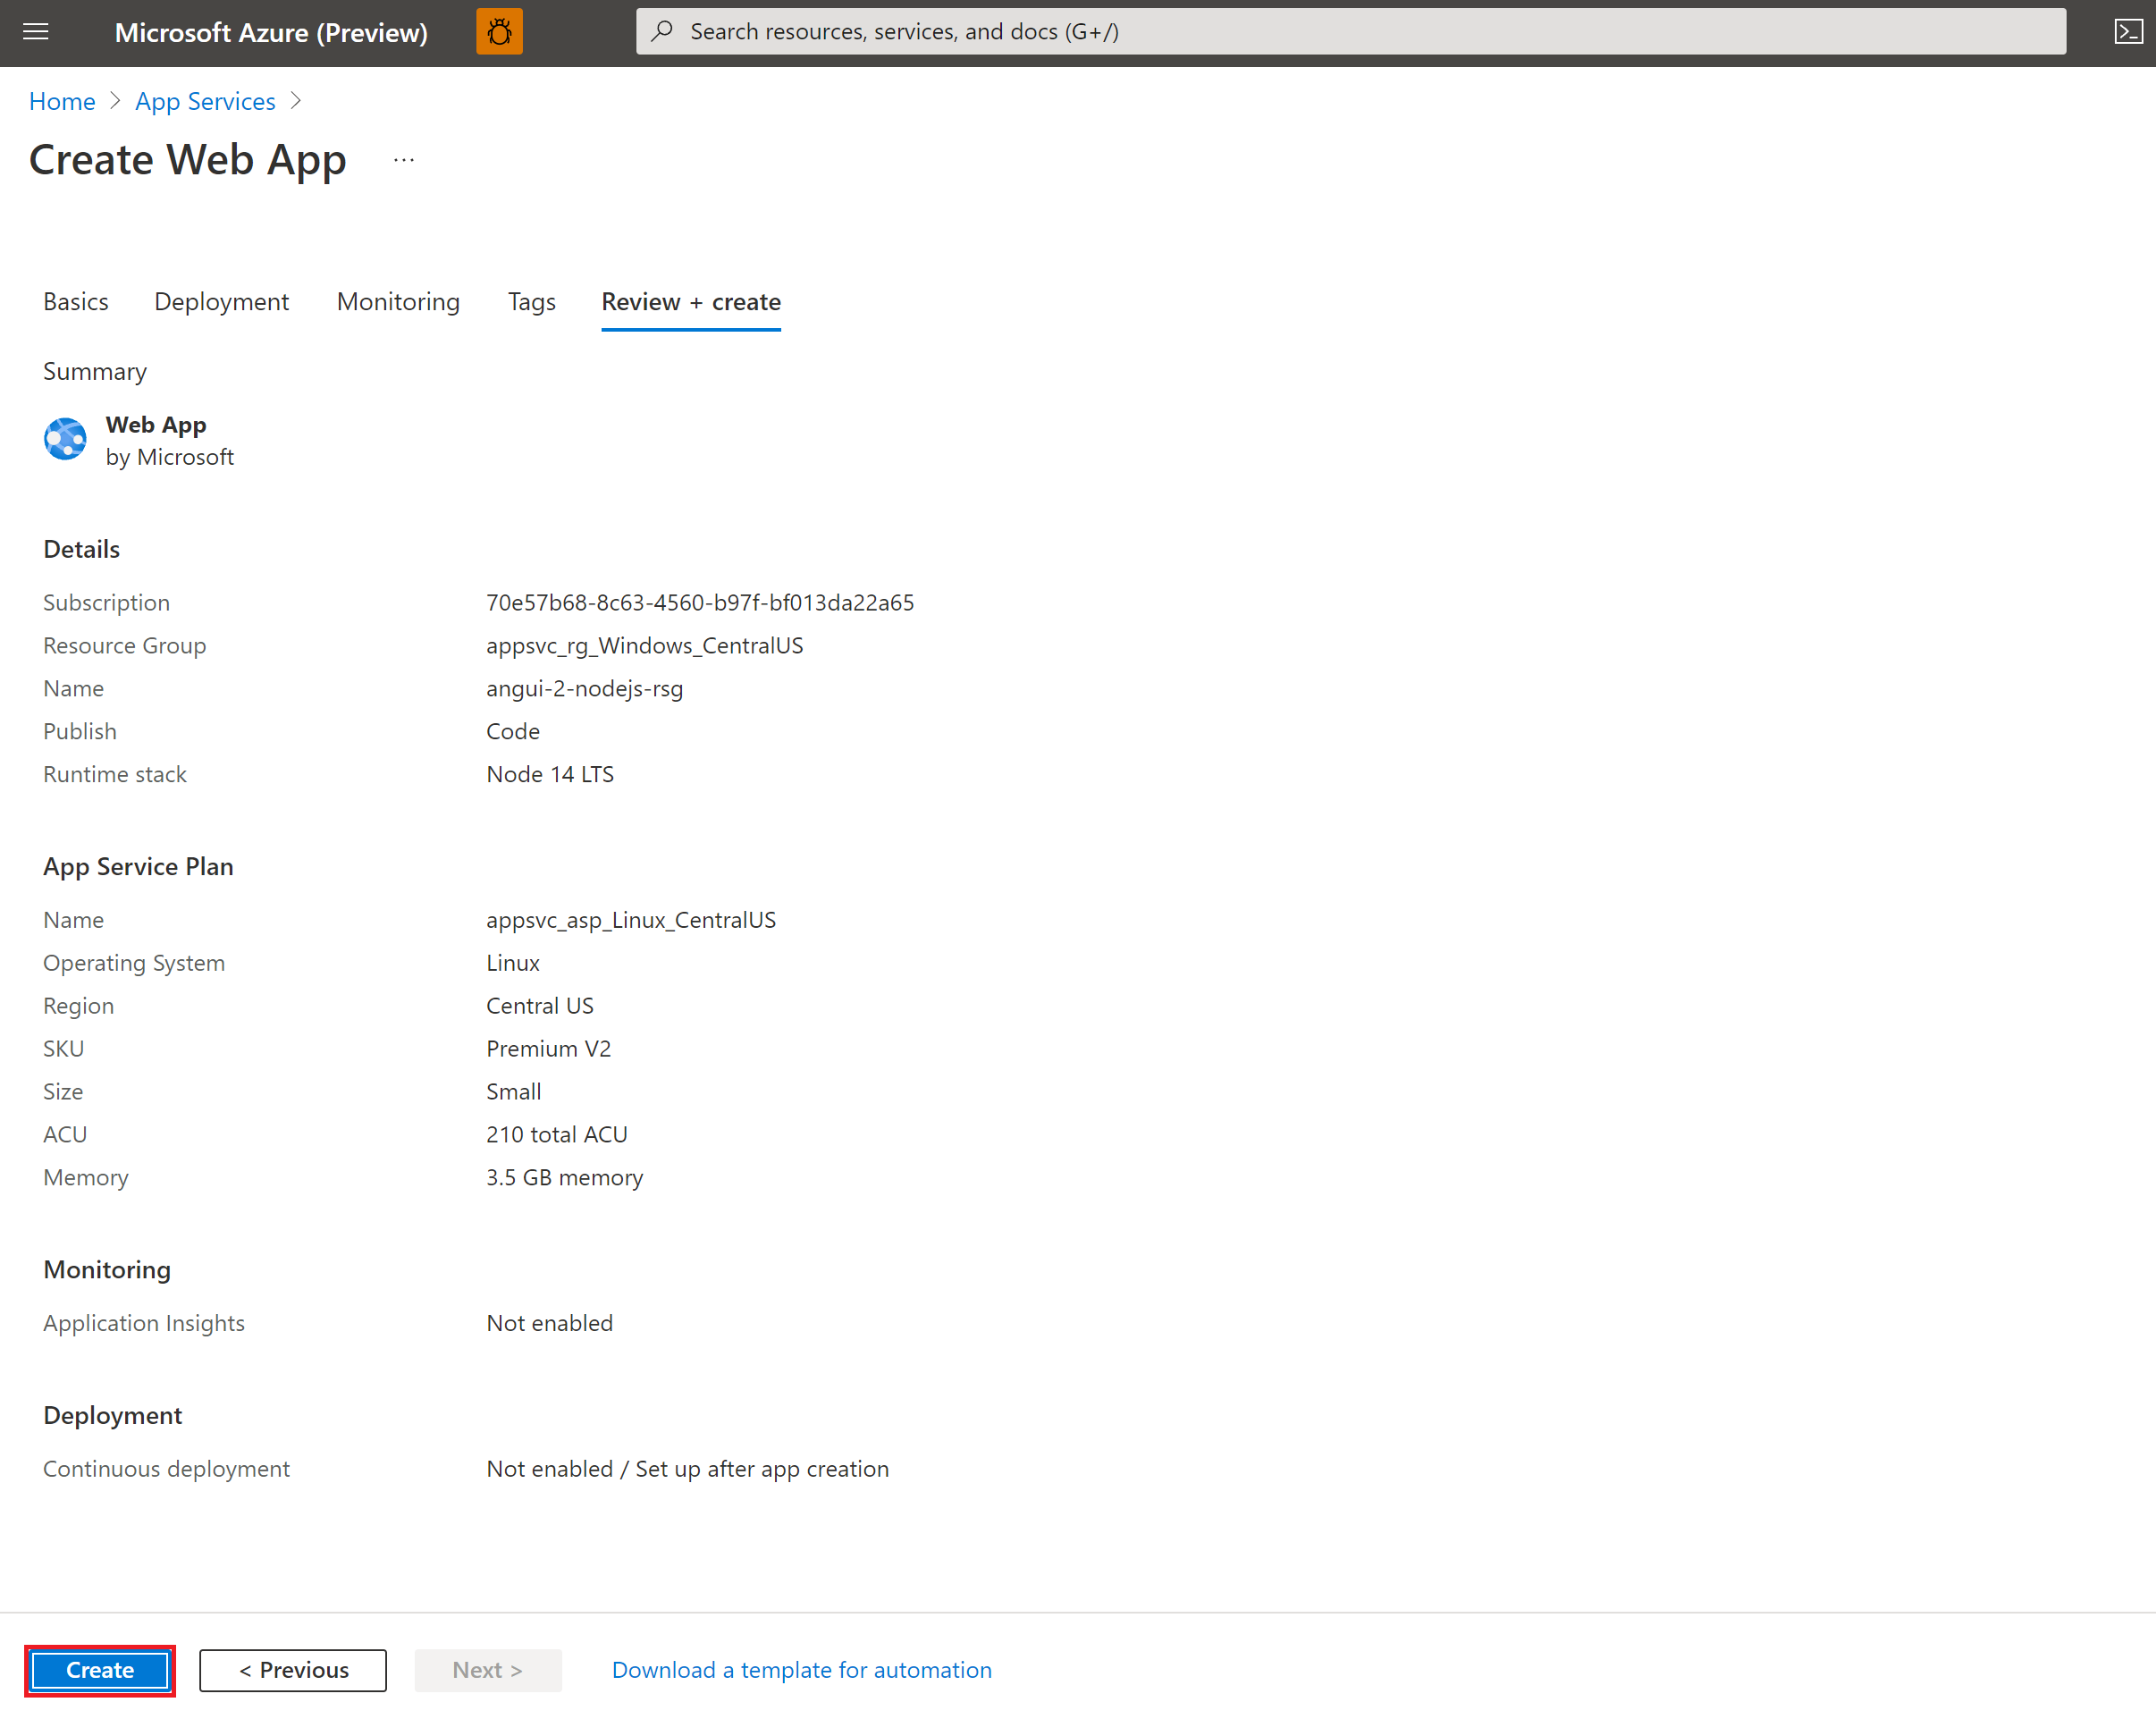 Microsoft Azure (Preview)
Search resources, services, and docs (G+/)
Home > App Services >
Create Web App ...
Basics Deployment Monitoring Tags Review + create
Summary
Web App
by Microsoft
Details
Subscription 70e57b68-8c63-4560-b97f-bf013da22a65
Resource Group appsvc_rg_Windows_CentralUS
Name angui-2-nodejs-rsg
Publish Code
Runtime stack Node 14 LTS
App Service Plan
Name appsvc_asp_Linux_CentralUS
Operating System Linux
Region Central US
SKU Premium V2
Size Small
ACU 210 total ACU
Memory 3.5 GB memory
Monitoring
Application Insights Not enabled
Deployment
Continuous deployment Not enabled / Set up after app creation
Create < Previous Next > Download a template for automation